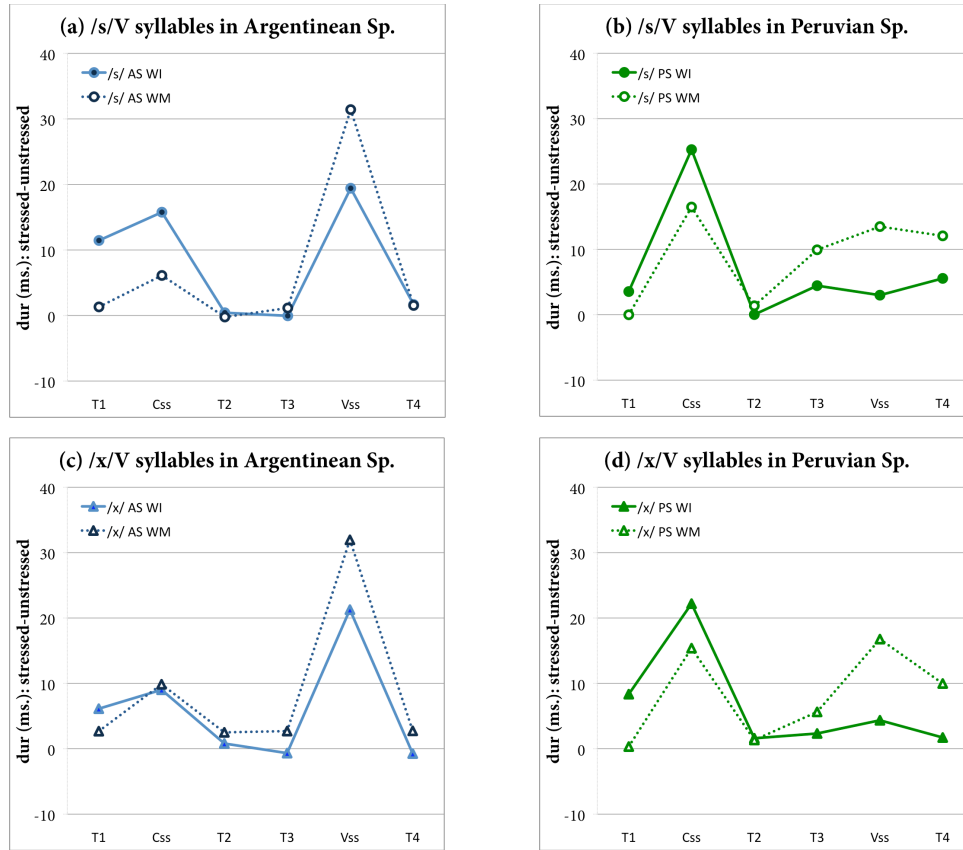 (a) /s/V syllables in Argentinean Sp.
dur (ms.): stressed-unstressed
40
30
20
10
0
-10
/s/ AS WI
/s/ AS WM
T1 Css T2 T3 Vss T4
(b) /s/V syllables in Peruvian Sp.
dur (ms.): stressed-unstressed
40
30
20
10
0
-10
/s/ PS WI
/s/ PS WM
T1 Css T2 T3 Vss T4
(c) /x/V syllables in Argentinean Sp.
dur (ms.): stressed-unstressed
40
30
20
10
0
-10
/x/ AS WI
/x/ AS WM
T1 Css T2 T3 Vss T4
(d) /x/V syllables in Peruvian Sp.
dur (ms.): stressed-unstressed
40
30
20
10
0
-10
/x/ PS WI
/x/ PS WM
T1 Css T2 T3 Vss T4